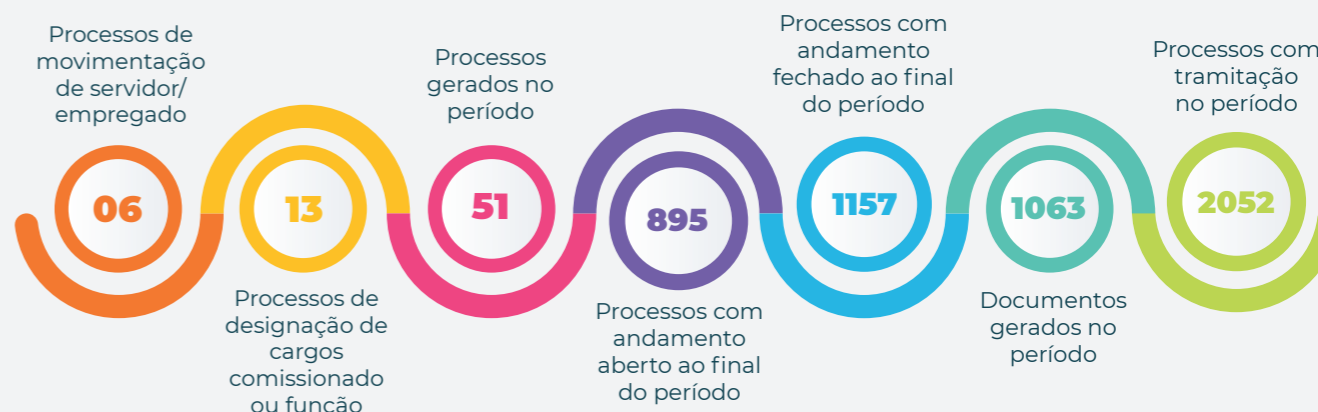 Processos de
movimentação
de servidor/
empregado
06
13
Processos de
designação de
cargos
comissionado
ou função
Processos
gerados no
período
51
895
Processos com
andamento
aberto ao final
do período
Processos com
andamento
fechado ao final
do período
1157
1063
Documentos
gerados no
período
Processos com
tramitação
no período
2052